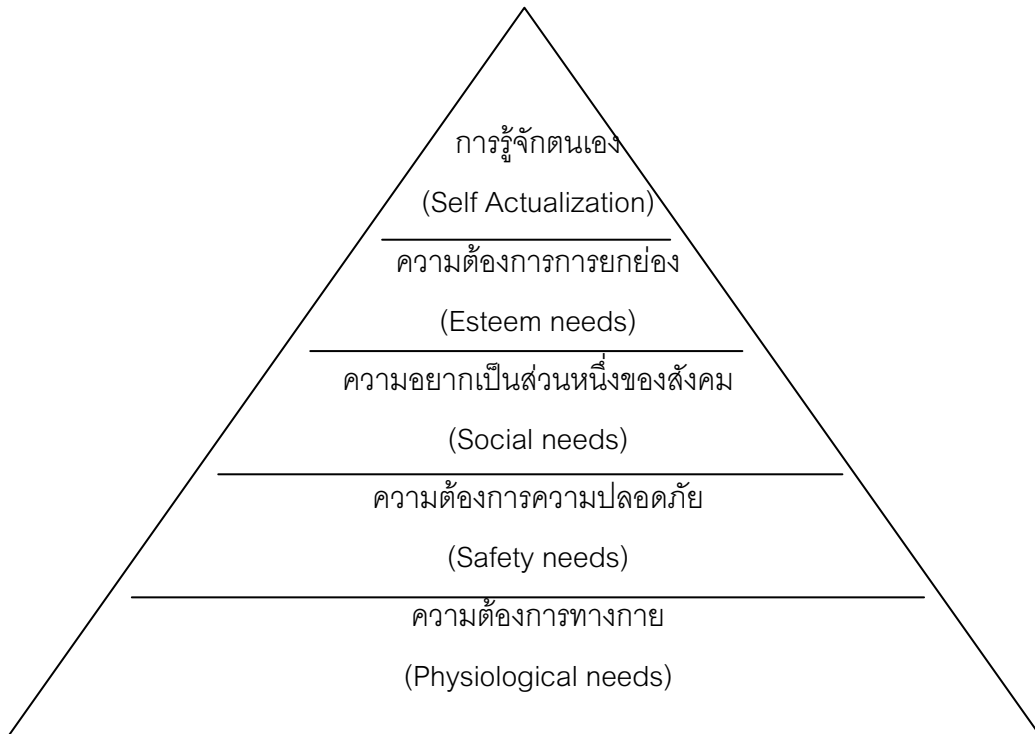 การรู้จักตนเอง
(Self Actualization)
ความต้องการการยกย่อง
(Esteem needs)
ความอยากเป็นส่วนหนึ่งของสังคม
(Social needs)
ความต้องการความปลอดภัย
(Safety needs)
ความต้องการทางกาย
(Physiological needs)